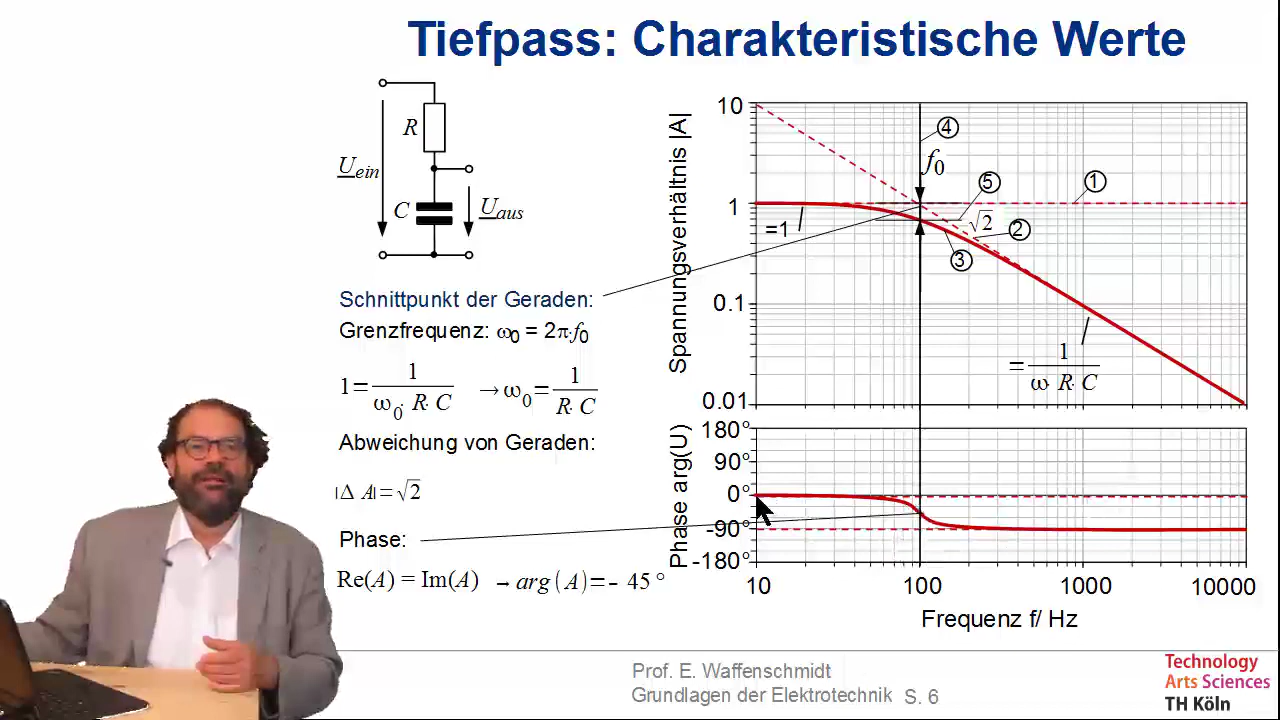 Tiefpass: Charakteristische Werte
R
U_ein
C
U_aus
Schnittpunkt der Geraden:
Grenzfrequenz: ω₀ = 2π·f₀
1 = 1 / (ω₀· R· C) → ω₀ = 1 / (R· C)
Abweichung von Geraden:
|Δ A| = √2
Phase:
Re(A) = Im(A) → arg (A) = – 45 °
Spannungsverhältnis |A|
10
1
0.1
0.01
④
f₀
⑤
①
√2
②
③
=1
= 1 / (ω· R· C)
Phase arg(U)
180°
90°
0°
-90°
-180°
10 100 1000 10000
Frequenz f/ Hz
Prof. E. Waffenschmidt
Grundlagen der Elektrotechnik S. 6
Technology
Arts Sciences
TH Köln